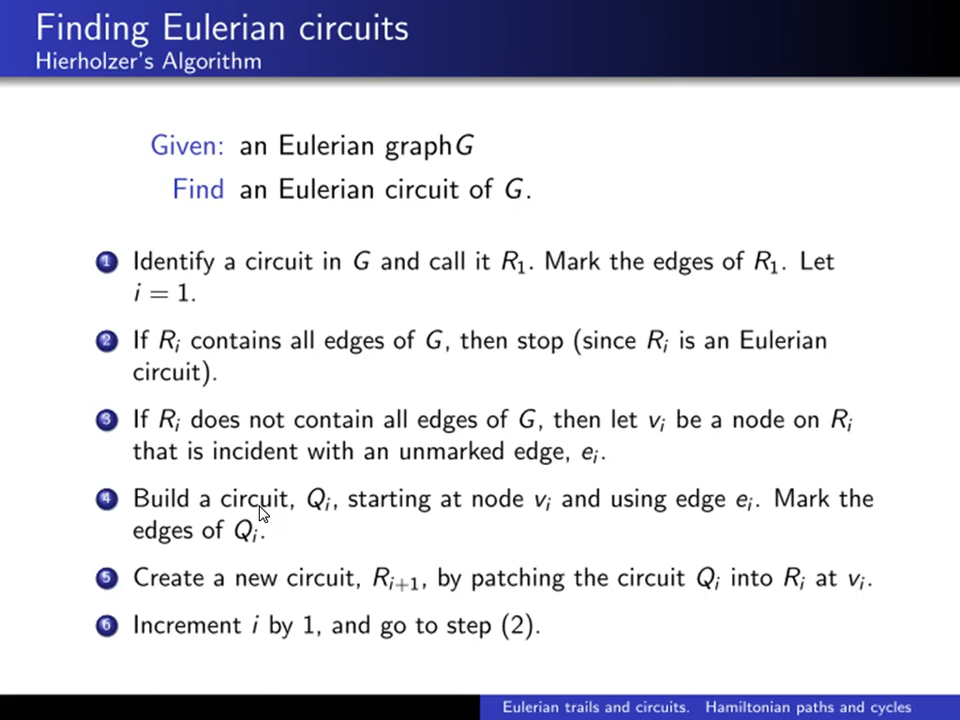 Finding Eulerian circuits
Hierholzer's Algorithm
Given: an Eulerian graph G
Find an Eulerian circuit of G.
1 Identify a circuit in G and call it R₁. Mark the edges of R₁. Let
i = 1.
2 If Rᵢ contains all edges of G, then stop (since Rᵢ is an Eulerian
circuit).
3 If Rᵢ does not contain all edges of G, then let vᵢ be a node on Rᵢ
that is incident with an unmarked edge, eᵢ.
4 Build a circuit, Qᵢ, starting at node vᵢ and using edge eᵢ. Mark the
edges of Qᵢ.
5 Create a new circuit, Rᵢ₊₁, by patching the circuit Qᵢ into Rᵢ at vᵢ.
6 Increment i by 1, and go to step (2).
Eulerian trails and circuits. Hamiltonian paths and cycles